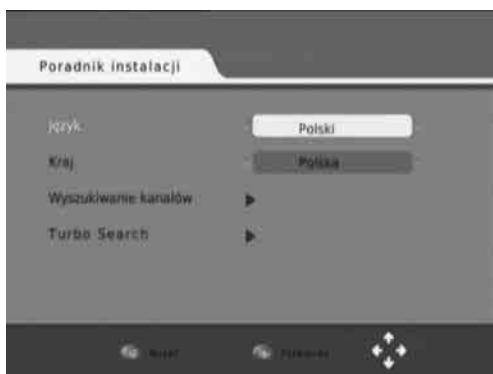 Poradnik instalacji
Język Polski
Kraj Polska
Wyszukiwanie kanałów
Turbo Search